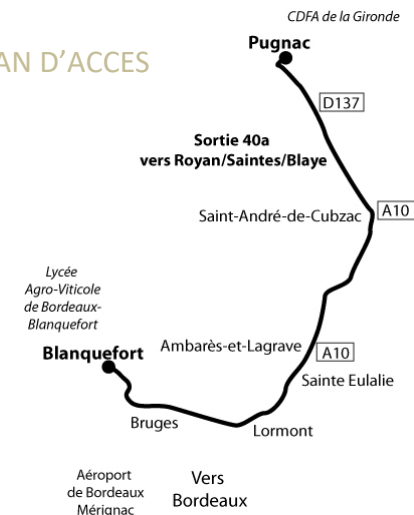 CDFA de la Gironde
Pugnac
AN D’ACCES
D137
Sortie 40a
vers Royan/Saintes/Blaye
Saint-André-de-Cubzac
A10
Lycée
Agro-Viticole
de Bordeaux-
Blanquefort
Blanquefort
Ambarès-et-Lagrave
A10
Sainte Eulalie
Bruges
Lormont
Aéroport
de Bordeaux
Mérignac
Vers
Bordeaux